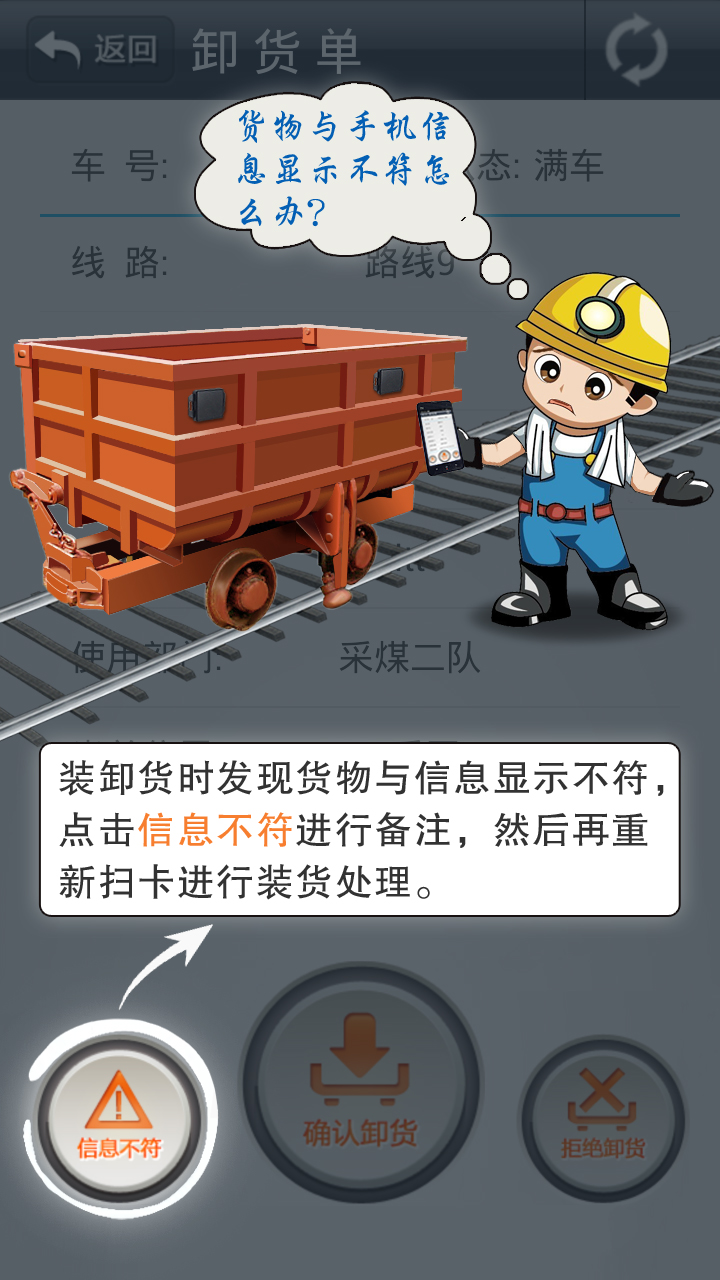 返回 卸货单
货物与手机信
息显示不符怎
么办?
车 号: 态: 满车
线 路: 路线9
使用部门: 采煤二队
装卸货时发现货物与信息显示不符，
点击信息不符进行备注，然后再重
新扫卡进行装货处理。
信息不符 确认卸货 拒绝卸货